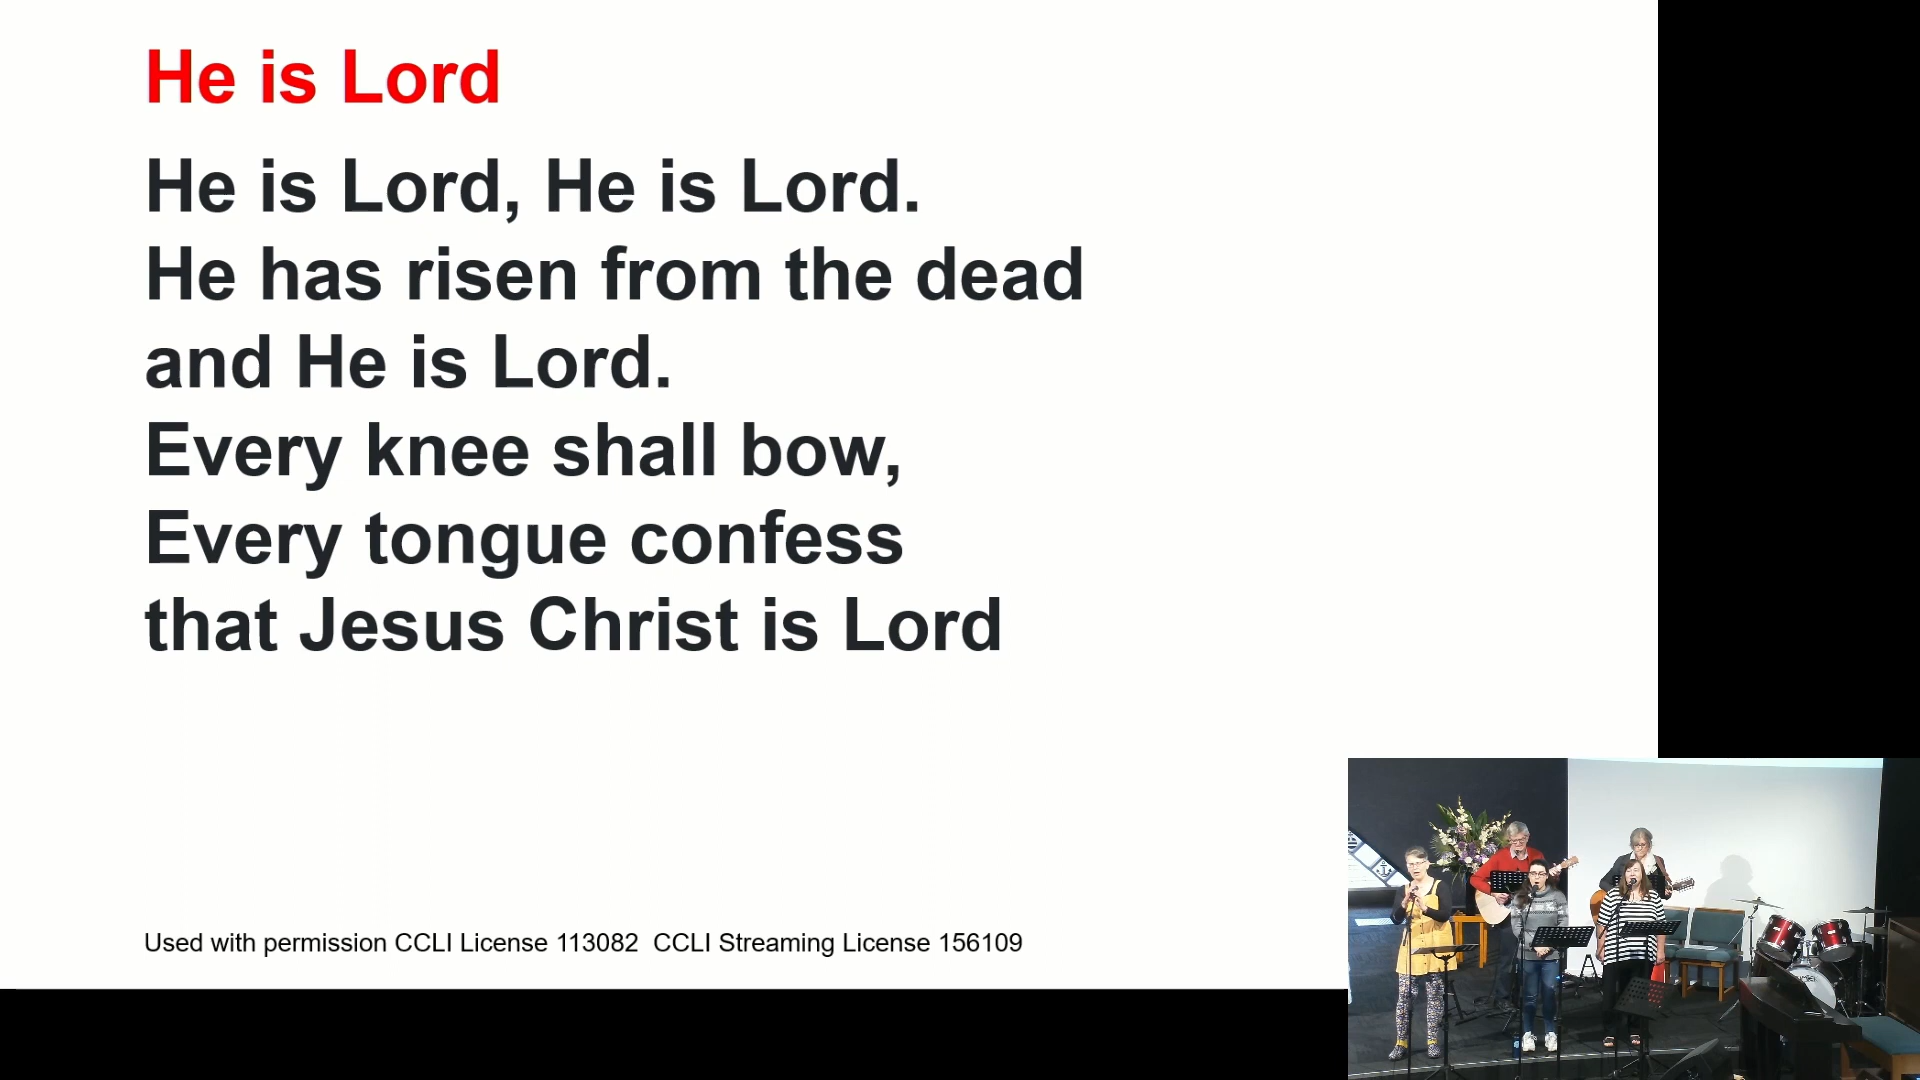 He is Lord
He is Lord, He is Lord.
He has risen from the dead
and He is Lord.
Every knee shall bow,
Every tongue confess
that Jesus Christ is Lord
Used with permission CCLI License 113082  CCLI Streaming License 156109